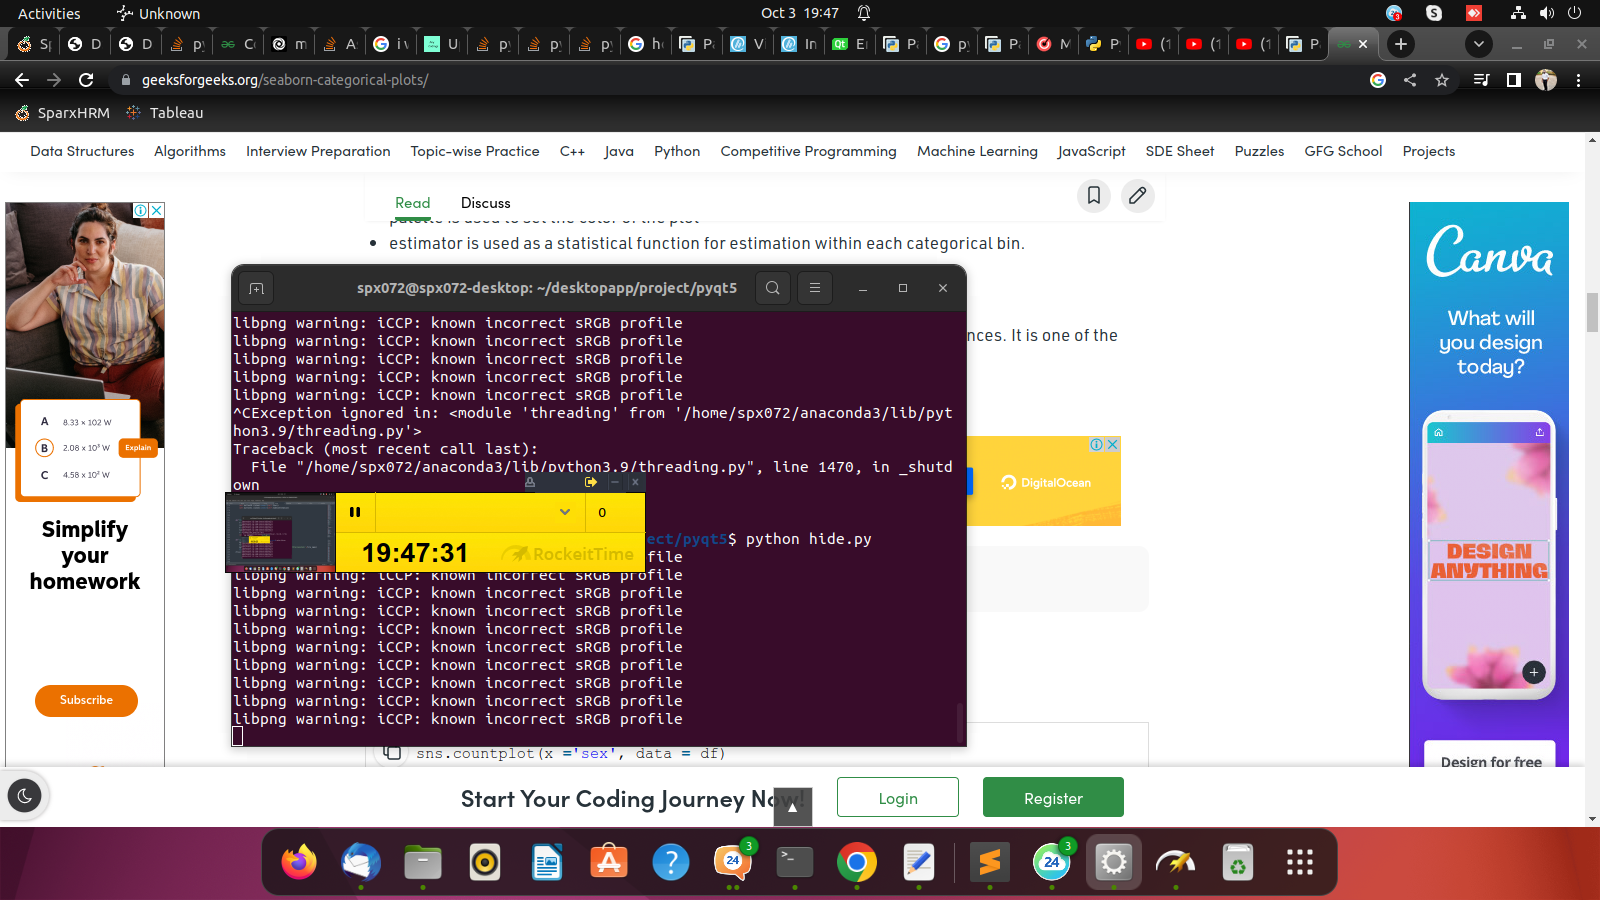 Activities
Unknown
Oct 3 19:47
geeksforgeeks.org/seaborn-categorical-plots/
SparxHRM
Tableau
Data Structures Algorithms Interview Preparation Topic-wise Practice C++ Java Python Competitive Programming Machine Learning JavaScript SDE Sheet Puzzles GFG School Projects
Read Discuss
estimator is used as a statistical function for estimation within each categorical bin.
spx072@spx072-desktop: ~/desktopapp/project/pyqt5
libpng warning: iCCP: known incorrect sRGB profile
libpng warning: iCCP: known incorrect sRGB profile
libpng warning: iCCP: known incorrect sRGB profile
libpng warning: iCCP: known incorrect sRGB profile
libpng warning: iCCP: known incorrect sRGB profile
^CException ignored in: <module 'threading' from '/home/spx072/anaconda3/lib/pyt
hon3.9/threading.py'>
Traceback (most recent call last):
File "/home/spx072/anaconda3/lib/python3.9/threading.py", line 1470, in _shutd
own
ect/pyqt5$ python hide.py
file
libpng warning: iCCP: known incorrect sRGB profile
libpng warning: iCCP: known incorrect sRGB profile
libpng warning: iCCP: known incorrect sRGB profile
libpng warning: iCCP: known incorrect sRGB profile
libpng warning: iCCP: known incorrect sRGB profile
libpng warning: iCCP: known incorrect sRGB profile
libpng warning: iCCP: known incorrect sRGB profile
libpng warning: iCCP: known incorrect sRGB profile
libpng warning: iCCP: known incorrect sRGB profile
0
19:47:31
RockeitTime
nces. It is one of the
DigitalOcean
sns.countplot(x ='sex', data = df)
A 8.33 × 102 W
B 2.08 × 10³ W
Explain
C 4.58 × 10² W
Simplify
your
homework
Subscribe
Canva
What will
you design
today?
DESIGN
ANYTHING
Design for free
Start Your Coding Journey Now!
Login
Register
24
3
24
3